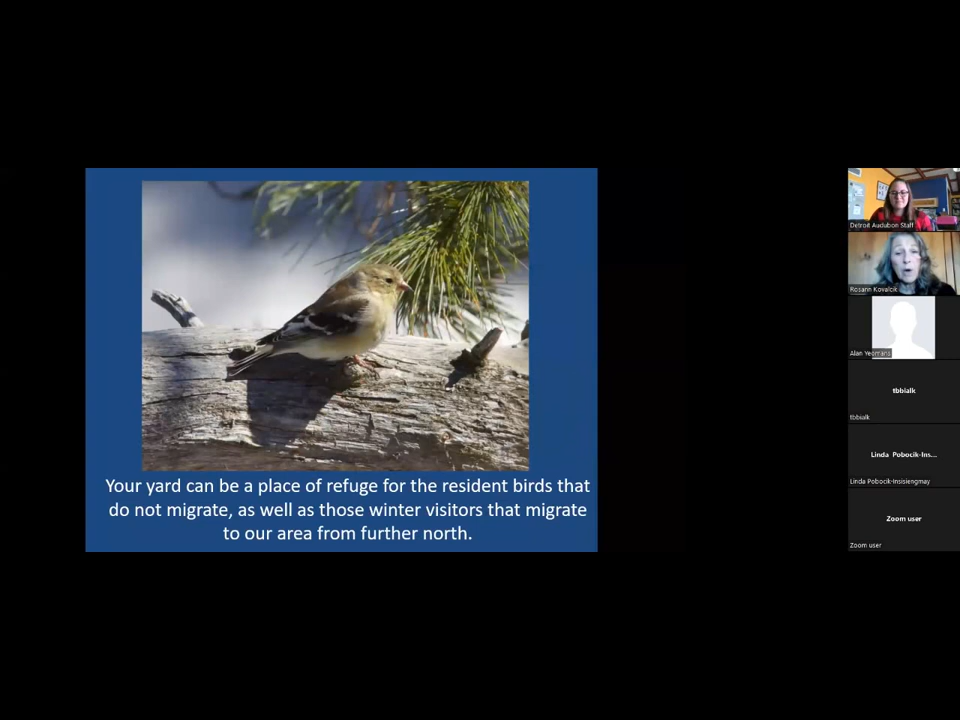 Your yard can be a place of refuge for the resident birds that
do not migrate, as well as those winter visitors that migrate
to our area from further north.
Detroit Audubon Staff
Rosann Kovalcik
Alan Yeomans
tbbialk
tbbialk
Linda Pobocik-Ins...
Linda Pobocik-Insisiengmay
Zoom user
Zoom user